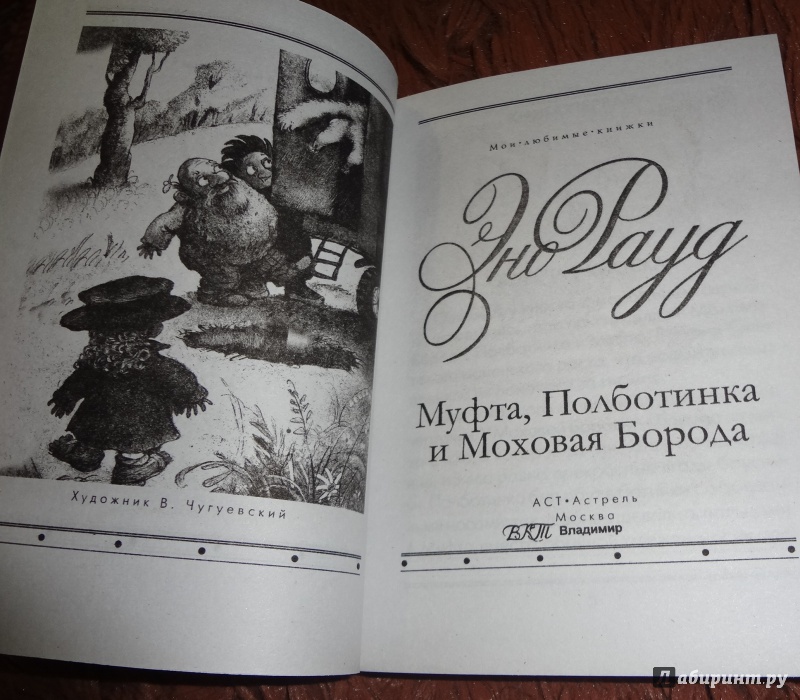 Художник В. Чугуевский
Мои•любимые•книжки
Эно Рауд
Муфта, Полботинка
и Моховая Борода
АСТ•Астрель
Москва
ВКТ Владимир
Лабиринт.ру